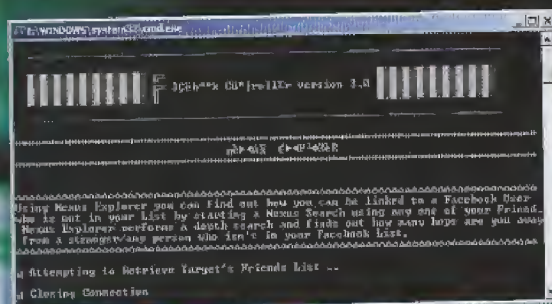 C:\WINDOWS\system32\cmd.exe
version 3.0
Using Nexus Explorer you can find out how you can be linked to a Facebook User
who is not in your List by starting a Nexus Search using any one of your Friend.
Nexus Explorer performs a depth search and finds out how many hops are you away
from a stranger/any person who isn't in your Facebook List.
Attempting to Retrieve Target's Friends List ..
Closing Connection